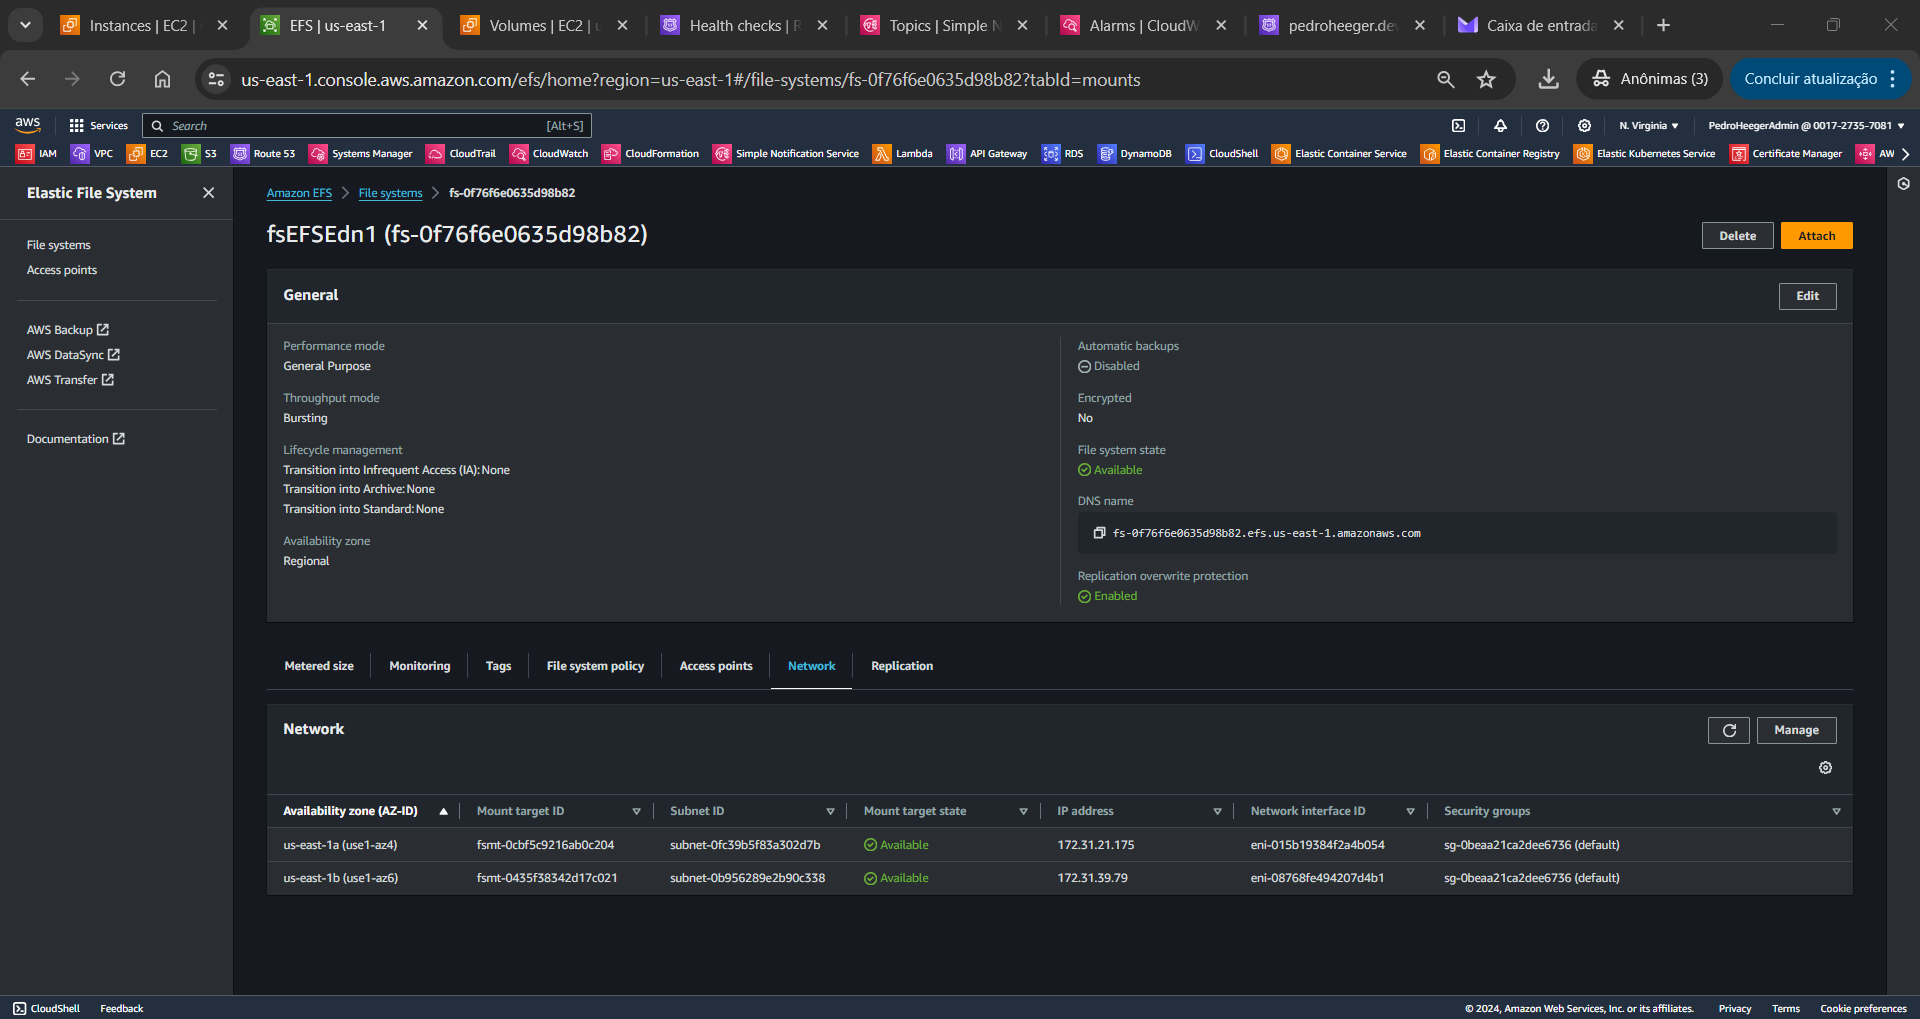 Instances | EC2 |
EFS | us-east-1
Volumes | EC2 | u
Health checks | R
Topics | Simple N
Alarms | CloudW
pedroheeger.dev
Caixa de entrada
us-east-1.console.aws.amazon.com/efs/home?region=us-east-1#/file-systems/fs-0f76f6e0635d98b82?tabId=mounts
Anônimas (3)
Concluir atualização
aws
Services
Search
[Alt+S]
N. Virginia
PedroHeegerAdmin @ 0017-2735-7081
IAM
VPC
EC2
S3
Route 53
Systems Manager
CloudTrail
CloudWatch
CloudFormation
Simple Notification Service
Lambda
API Gateway
RDS
DynamoDB
CloudShell
Elastic Container Service
Elastic Container Registry
Elastic Kubernetes Service
Certificate Manager
AW
Elastic File System
File systems
Access points
AWS Backup
AWS DataSync
AWS Transfer
Documentation
Amazon EFS
File systems
fs-0f76f6e0635d98b82
fsEFSEdn1 (fs-0f76f6e0635d98b82)
Delete
Attach
General
Edit
Performance mode
General Purpose
Throughput mode
Bursting
Lifecycle management
Transition into Infrequent Access (IA): None
Transition into Archive: None
Transition into Standard: None
Availability zone
Regional
Automatic backups
Disabled
Encrypted
No
File system state
Available
DNS name
fs-0f76f6e0635d98b82.efs.us-east-1.amazonaws.com
Replication overwrite protection
Enabled
Metered size
Monitoring
Tags
File system policy
Access points
Network
Replication
Network
Manage
Availability zone (AZ-ID) Mount target ID Subnet ID Mount target state IP address Network interface ID Security groups
us-east-1a (use1-az4) fsmt-0cbf5c9216ab0c204 subnet-0fc39b5f83a302d7b Available 172.31.21.175 eni-015b19384f2a4b054 sg-0beaa21ca2dee6736 (default)
us-east-1b (use1-az6) fsmt-0435f38342d17c021 subnet-0b956289e2b90c338 Available 172.31.39.79 eni-08768fe494207d4b1 sg-0beaa21ca2dee6736 (default)
CloudShell
Feedback
© 2024, Amazon Web Services, Inc. or its affiliates.
Privacy
Terms
Cookie preferences